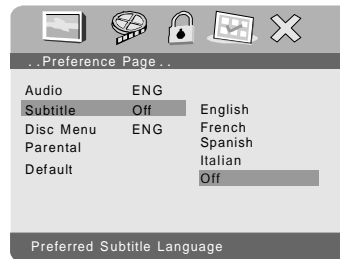 ..Preference Page..
Audio ENG
Subtitle Off English
Disc Menu ENG French
Parental Spanish
Italian
Default Off
Preferred Subtitle Language